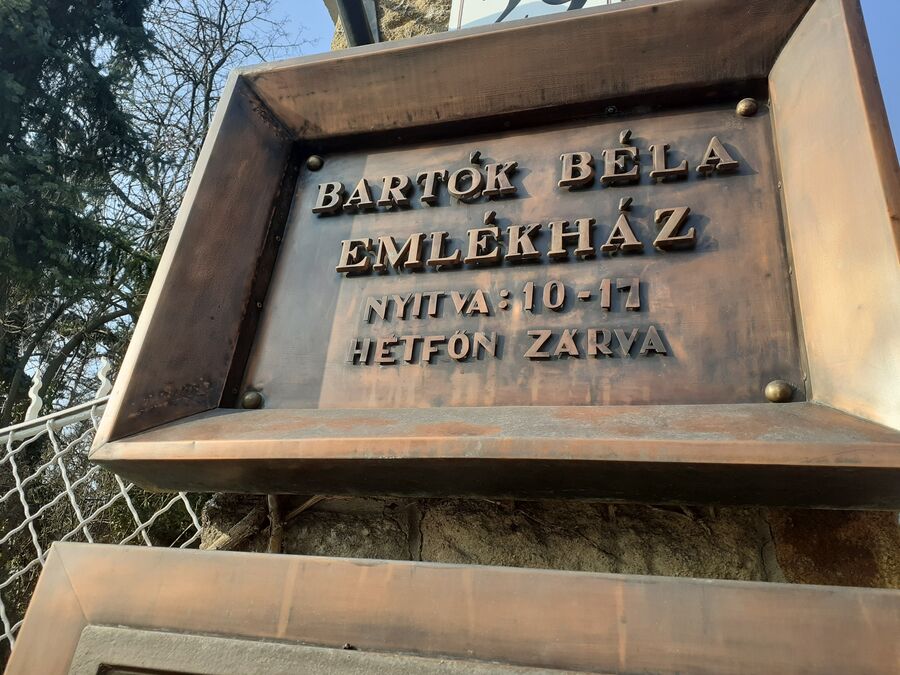 BARTÓK BÉLA
EMLÉKHÁZ
NYITVA: 10-17
HÉTFŐN ZÁRVA